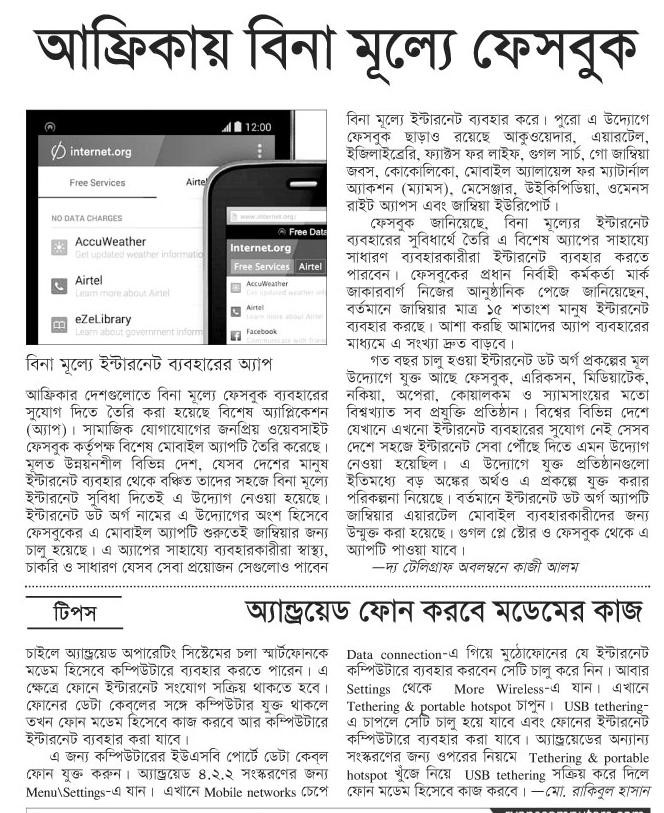 আফ্রিকায় বিনা মূল্যে ফেসবুক
12:00
internet.org
Free Services
Airtel
NO DATA CHARGES
AccuWeather
Get updated weather informatio
Airtel
Learn more about Airtel
eZeLibrary
Learn about government inform
www.internet.org/
Free Data
Internet.org
Free Services
Airtel
AccuWeather
Get updated weather information
Airtel
Learn more about Airtel
Facebook
Communicate with friends
বিনা মূল্যে ইন্টারনেট ব্যবহারের অ্যাপ
আফ্রিকার দেশগুলোতে বিনা মূল্যে ফেসবুক ব্যবহারের
সুযোগ দিতে তৈরি করা হয়েছে বিশেষ অ্যাপ্লিকেশন
(অ্যাপ)। সামাজিক যোগাযোগের জনপ্রিয় ওয়েবসাইট
ফেসবুক কর্তৃপক্ষ বিশেষ মোবাইল অ্যাপটি তৈরি করেছে।
মূলত উন্নয়নশীল বিভিন্ন দেশ, যেসব দেশের মানুষ
ইন্টারনেট ব্যবহার থেকে বঞ্চিত তাদের সহজে বিনা মূল্যে
ইন্টারনেট সুবিধা দিতেই এ উদ্যোগ নেওয়া হয়েছে।
ইন্টারনেট ডট অর্গ নামের এ উদ্যোগের অংশ হিসেবে
ফেসবুকের এ মোবাইল অ্যাপটি শুরুতেই জাম্বিয়ার জন্য
চালু হয়েছে। এ অ্যাপের সাহায্যে ব্যবহারকারীরা স্বাস্থ্য,
চাকরি ও সাধারণ যেসব সেবা প্রয়োজন সেগুলোও পাবেন
বিনা মূল্যে ইন্টারনেট ব্যবহার করে। পুরো এ উদ্যোগে
ফেসবুক ছাড়াও রয়েছে আকুওয়েদার, এয়ারটেল,
ইজিলাইব্রেরি, ফ্যাক্টস ফর লাইফ, গুগল সার্চ, গো জাম্বিয়া
জবস, কোকোলিকো, মোবাইল অ্যালায়েন্স ফর ম্যাটার্নাল
অ্যাকশন (ম্যামস), মেসেঞ্জার, উইকিপিডিয়া, ওমেনস
রাইট অ্যাপস এবং জাম্বিয়া ইউরিপোর্ট।
ফেসবুক জানিয়েছে, বিনা মূল্যের ইন্টারনেট
ব্যবহারের সুবিধার্থে তৈরি এ বিশেষ অ্যাপের সাহায্যে
সাধারণ ব্যবহারকারীরা ইন্টারনেট ব্যবহার করতে
পারবেন। ফেসবুকের প্রধান নির্বাহী কর্মকর্তা মার্ক
জাকারবার্গ নিজের আনুষ্ঠানিক পেজে জানিয়েছেন,
বর্তমানে জাম্বিয়ার মাত্র ১৫ শতাংশ মানুষ ইন্টারনেট
ব্যবহার করছে। আশা করছি আমাদের অ্যাপ ব্যবহারের
মাধ্যমে এ সংখ্যা দ্রুত বাড়বে।
গত বছর চালু হওয়া ইন্টারনেট ডট অর্গ প্রকল্পের মূল
উদ্যোগে যুক্ত আছে ফেসবুক, এরিকসন, মিডিয়াটেক,
নকিয়া, অপেরা, কোয়ালকম ও স্যামসাংয়ের মতো
বিশ্বখ্যাত সব প্রযুক্তি প্রতিষ্ঠান। বিশ্বের বিভিন্ন দেশে
যেখানে এখনো ইন্টারনেট ব্যবহারের সুযোগ নেই সেসব
দেশে সহজে ইন্টারনেট সেবা পৌঁছে দিতে এমন উদ্যোগ
নেওয়া হয়েছিল। এ উদ্যোগে যুক্ত প্রতিষ্ঠানগুলো
ইতিমধ্যে বড় অঙ্কের অর্থও এ প্রকল্পে যুক্ত করার
পরিকল্পনা নিয়েছে। বর্তমানে ইন্টারনেট ডট অর্গ অ্যাপটি
জাম্বিয়ার এয়ারটেল মোবাইল ব্যবহারকারীদের জন্য
উন্মুক্ত করা হয়েছে। গুগল প্লে স্টোর ও ফেসবুক থেকে এ
অ্যাপটি পাওয়া যাবে।
—দ্য টেলিগ্রাফ অবলম্বনে কাজী আলম
টিপস
অ্যান্ড্রয়েড ফোন করবে মডেমের কাজ
চাইলে অ্যান্ড্রয়েড অপারেটিং সিস্টেমের চলা স্মার্টফোনকে
মডেম হিসেবে কম্পিউটারে ব্যবহার করতে পারেন। এ
ক্ষেত্রে ফোনে ইন্টারনেট সংযোগ সক্রিয় থাকতে হবে।
ফোনের ডেটা কেব্‌লের সঙ্গে কম্পিউটার যুক্ত থাকলে
তখন ফোন মডেম হিসেবে কাজ করবে আর কম্পিউটারে
ইন্টারনেট ব্যবহার করা যাবে।
এ জন্য কম্পিউটারের ইউএসবি পোর্টে ডেটা কেব্‌ল
ফোন যুক্ত করুন। অ্যান্ড্রয়েড ৪.২.২ সংস্করণের জন্য
Menu\Settings-এ যান। এখানে Mobile networks চেপে
Data connection-এ গিয়ে মুঠোফোনের যে ইন্টারনেট
কম্পিউটারে ব্যবহার করবেন সেটি চালু করে নিন। আবার
Settings থেকে More Wireless-এ যান। এখানে
Tethering & portable hotspot চাপুন। USB tethering-
এ চাপলে সেটি চালু হয়ে যাবে এবং ফোনের ইন্টারনেট
কম্পিউটারে ব্যবহার করা যাবে। অ্যান্ড্রয়েডের অন্যান্য
সংস্করণের জন্য ওপরের নিয়মে Tethering & portable
hotspot খুঁজে নিয়ে USB tethering সক্রিয় করে দিলে
ফোন মডেম হিসেবে কাজ করবে। —মো. রাকিবুল হাসান